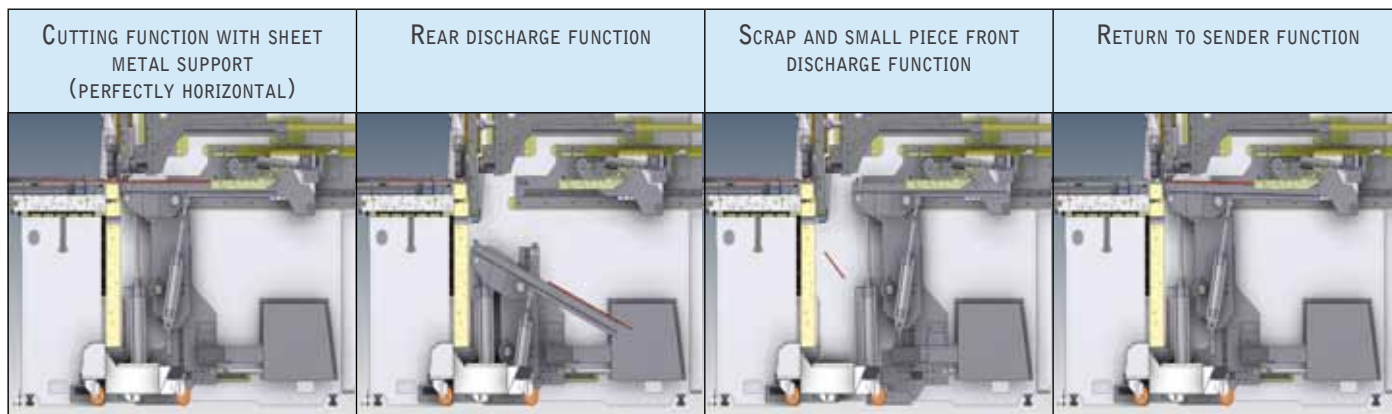 CUTTING FUNCTION WITH SHEET
METAL SUPPORT
(PERFECTLY HORIZONTAL)
REAR DISCHARGE FUNCTION
SCRAP AND SMALL PIECE FRONT
DISCHARGE FUNCTION
RETURN TO SENDER FUNCTION